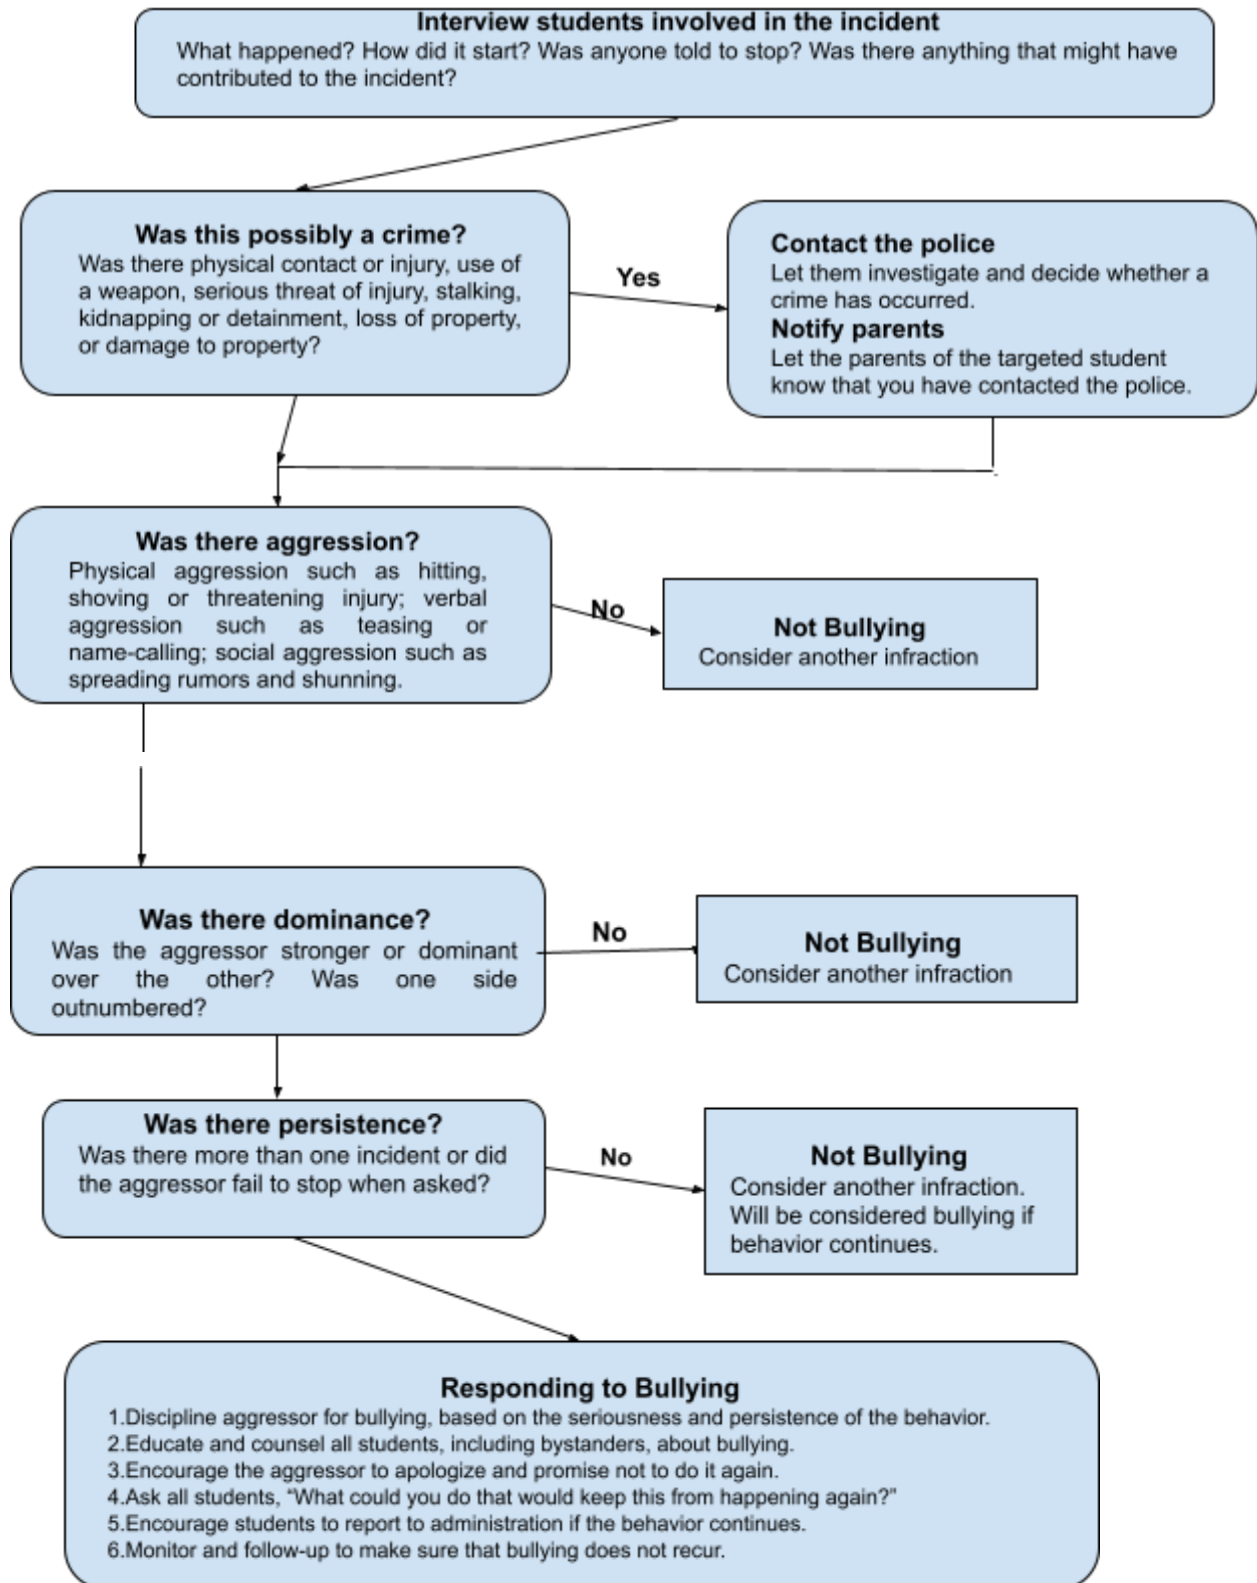 Interview students involved in the incident
What happened? How did it start? Was anyone told to stop? Was there anything that might have
contributed to the incident?
Was this possibly a crime?
Was there physical contact or injury, use of
a weapon, serious threat of injury, stalking,
kidnapping or detainment, loss of property,
or damage to property?
Yes
Contact the police
Let them investigate and decide whether a
crime has occurred.
Notify parents
Let the parents of the targeted student
know that you have contacted the police.
Was there aggression?
Physical aggression such as hitting,
shoving or threatening injury; verbal
aggression such as teasing or
name-calling; social aggression such as
spreading rumors and shunning.
No
Not Bullying
Consider another infraction
Was there dominance?
Was the aggressor stronger or dominant
over the other? Was one side
outnumbered?
No
Not Bullying
Consider another infraction
Was there persistence?
Was there more than one incident or did
the aggressor fail to stop when asked?
No
Not Bullying
Consider another infraction.
Will be considered bullying if
behavior continues.
Responding to Bullying
1.Discipline aggressor for bullying, based on the seriousness and persistence of the behavior.
2.Educate and counsel all students, including bystanders, about bullying.
3.Encourage the aggressor to apologize and promise not to do it again.
4.Ask all students, “What could you do that would keep this from happening again?”
5.Encourage students to report to administration if the behavior continues.
6.Monitor and follow-up to make sure that bullying does not recur.